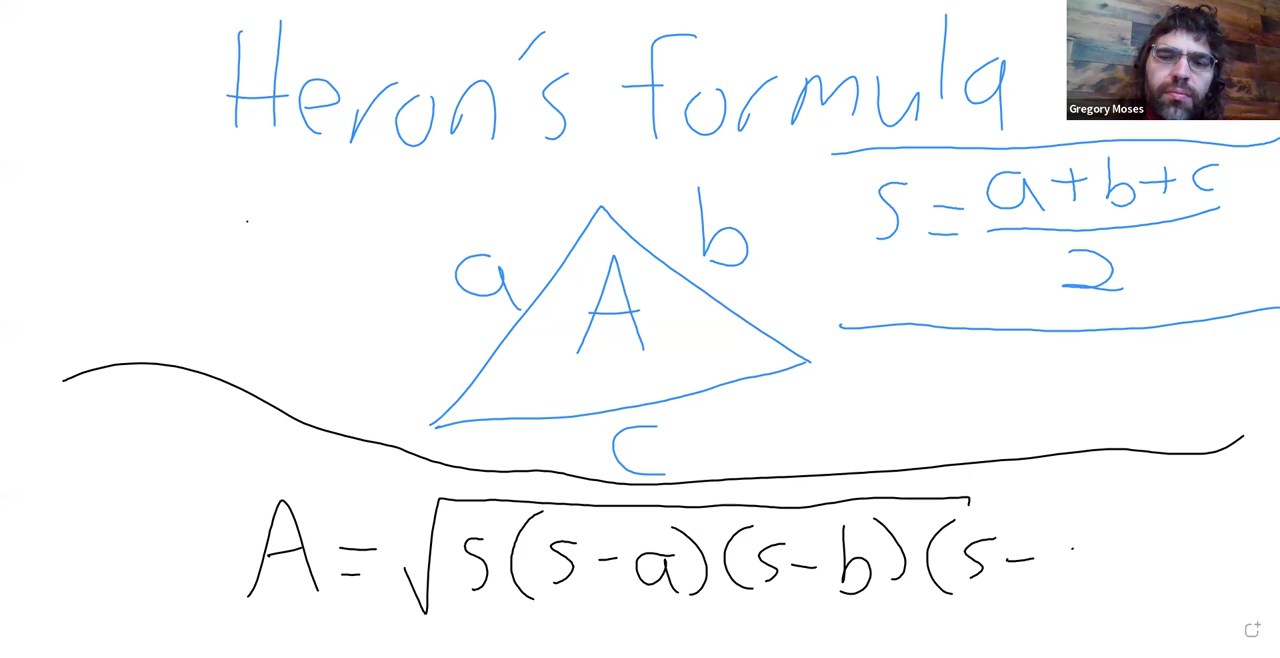 Heron's formula
Gregory Moses
s = a+b+c
2
a
b
A
c
A = √s(s-a)(s-b)(s-